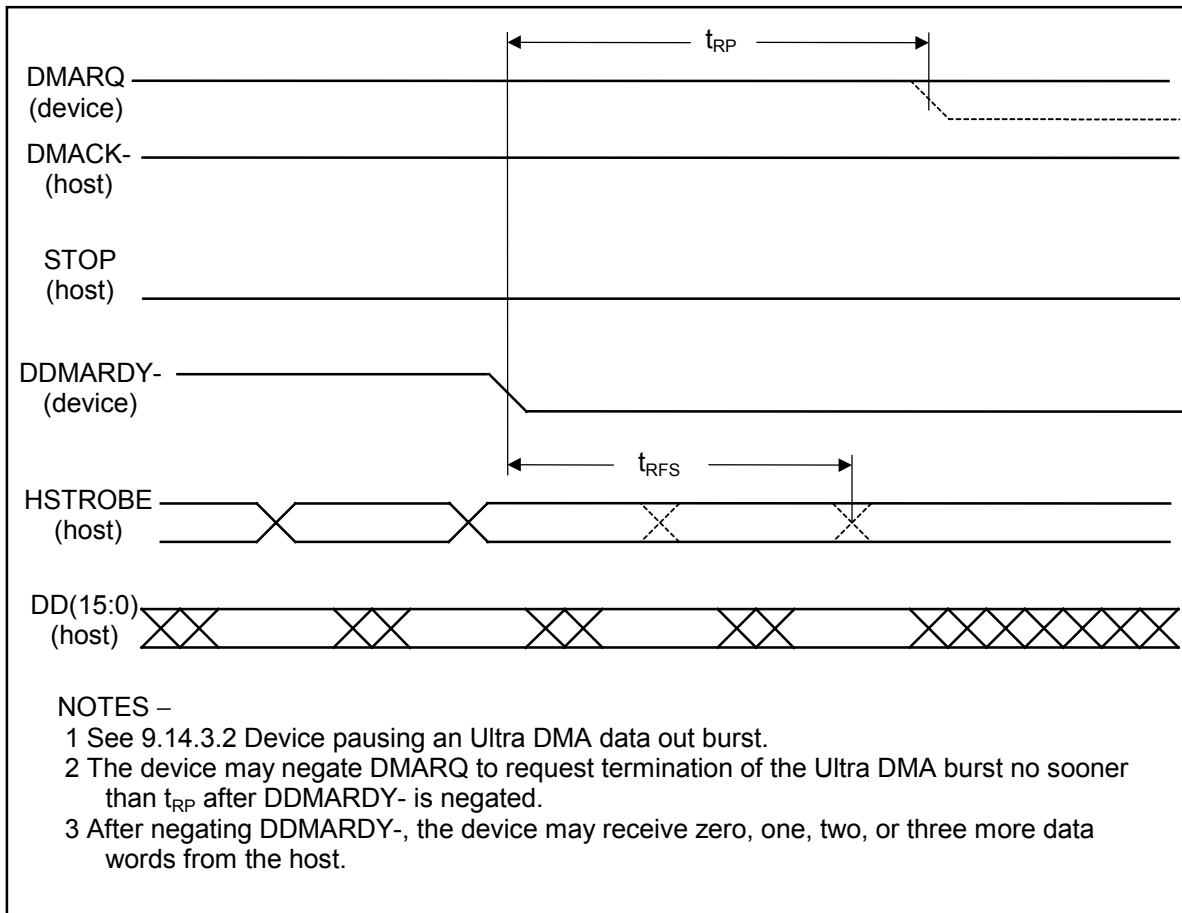 tRP
DMARQ
(device)
DMACK-
(host)
STOP
(host)
DDMARDY-
(device)
tRFS
HSTROBE
(host)
DD(15:0)
(host)
NOTES –
1 See 9.14.3.2 Device pausing an Ultra DMA data out burst.
2 The device may negate DMARQ to request termination of the Ultra DMA burst no sooner
than tRP after DDMARDY- is negated.
3 After negating DDMARDY-, the device may receive zero, one, two, or three more data
words from the host.